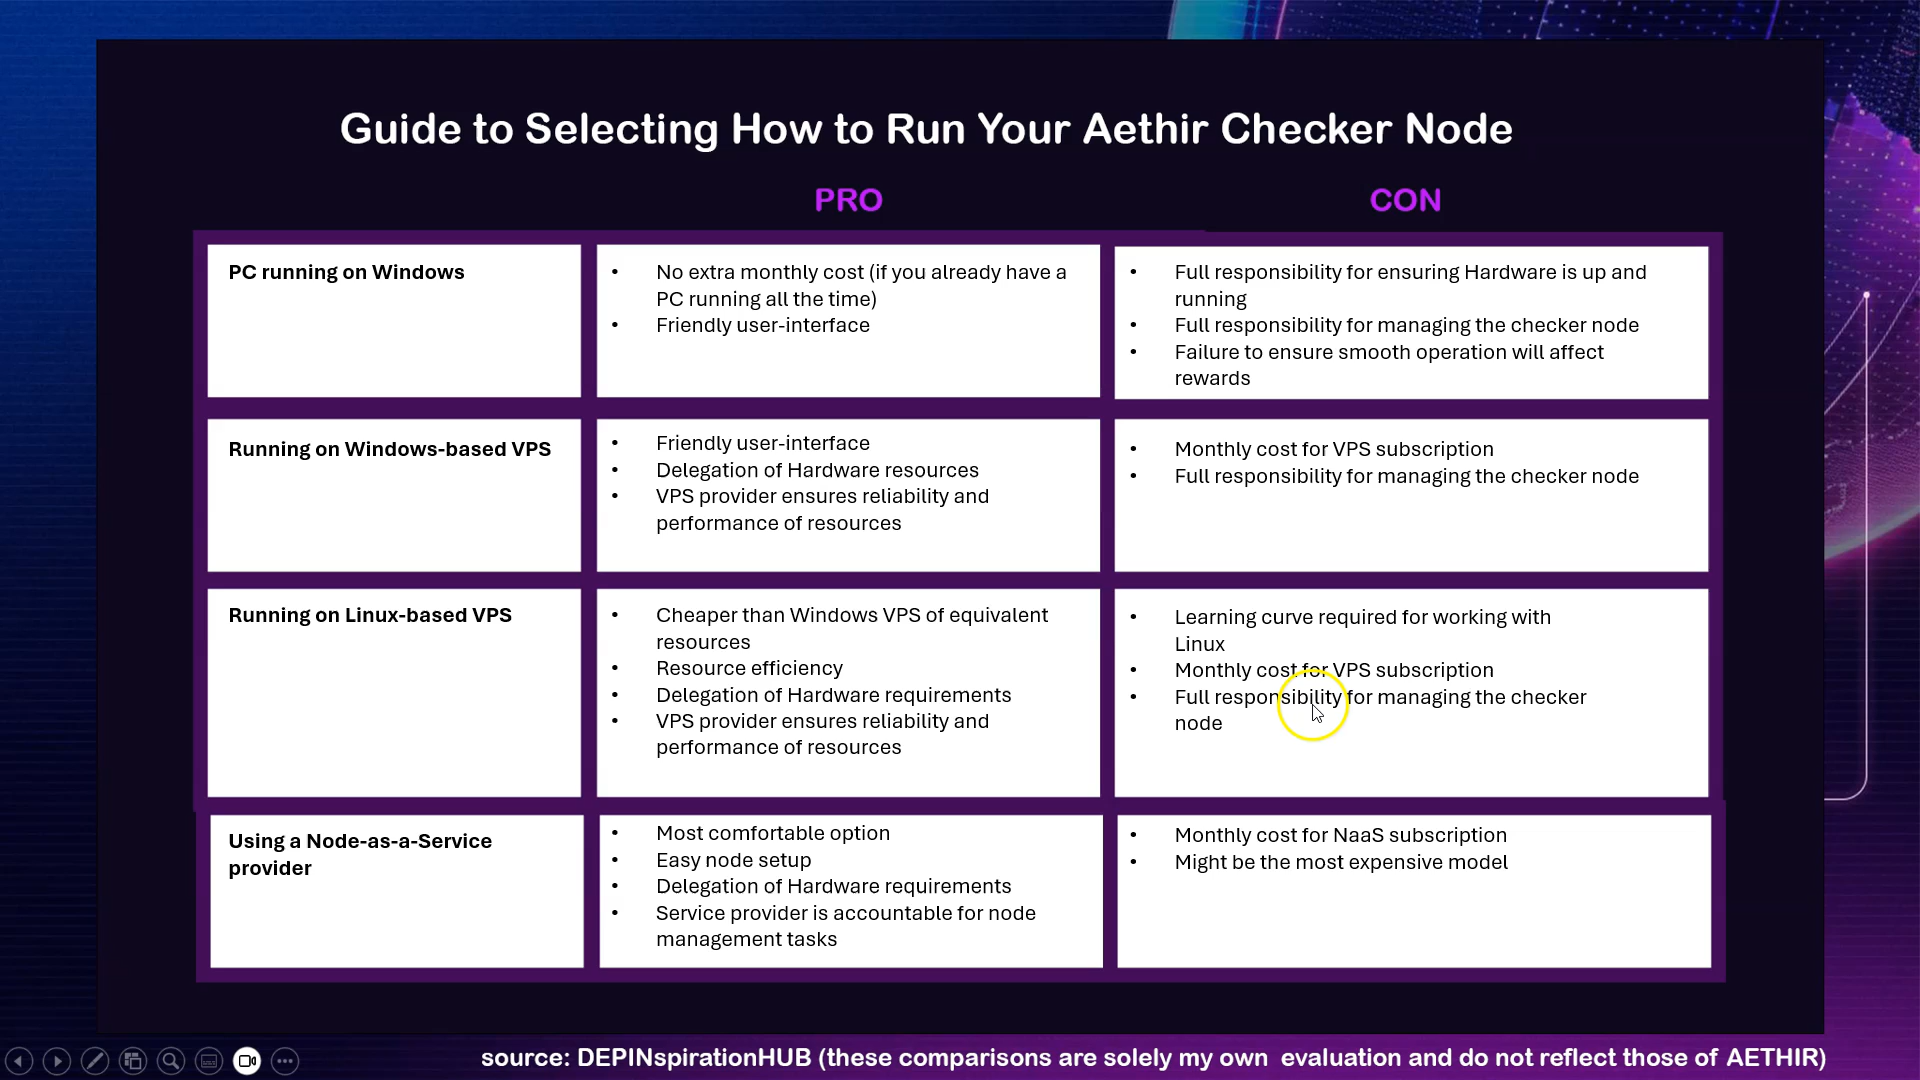 Guide to Selecting How to Run Your Aethir Checker Node
PRO
CON
PC running on Windows
• No extra monthly cost (if you already have a
PC running all the time)
• Friendly user-interface
• Full responsibility for ensuring Hardware is up and
running
• Full responsibility for managing the checker node
• Failure to ensure smooth operation will affect
rewards
Running on Windows-based VPS
• Friendly user-interface
• Delegation of Hardware resources
• VPS provider ensures reliability and
performance of resources
• Monthly cost for VPS subscription
• Full responsibility for managing the checker node
Running on Linux-based VPS
• Cheaper than Windows VPS of equivalent
resources
• Resource efficiency
• Delegation of Hardware requirements
• VPS provider ensures reliability and
performance of resources
• Learning curve required for working with
Linux
• Monthly cost for VPS subscription
• Full responsibility for managing the checker
node
Using a Node-as-a-Service
provider
• Most comfortable option
• Easy node setup
• Delegation of Hardware requirements
• Service provider is accountable for node
management tasks
• Monthly cost for NaaS subscription
• Might be the most expensive model
source: DEPINspirationHUB (these comparisons are solely my own evaluation and do not reflect those of AETHIR)